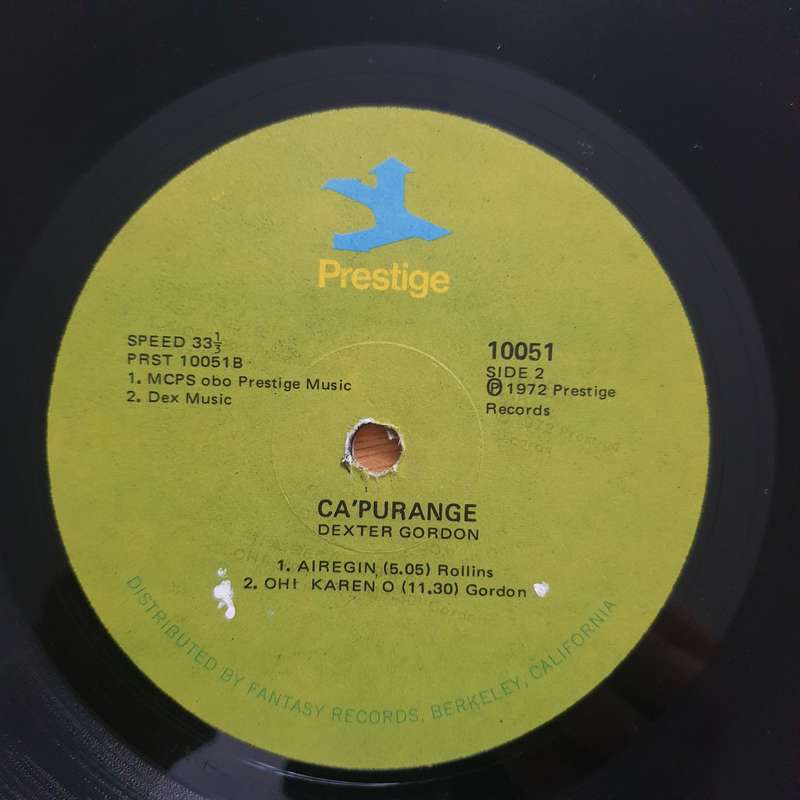 Prestige
SPEED 33⅓
PRST 10051B
1. MCPS obo Prestige Music
2. Dex Music
10051
SIDE 2
Ⓟ 1972 Prestige
Records
CA'PURANGE
DEXTER GORDON
1. AIREGIN (5.05) Rollins
2. OH! KAREN O (11.30) Gordon
DISTRIBUTED BY FANTASY RECORDS, BERKELEY, CALIFORNIA